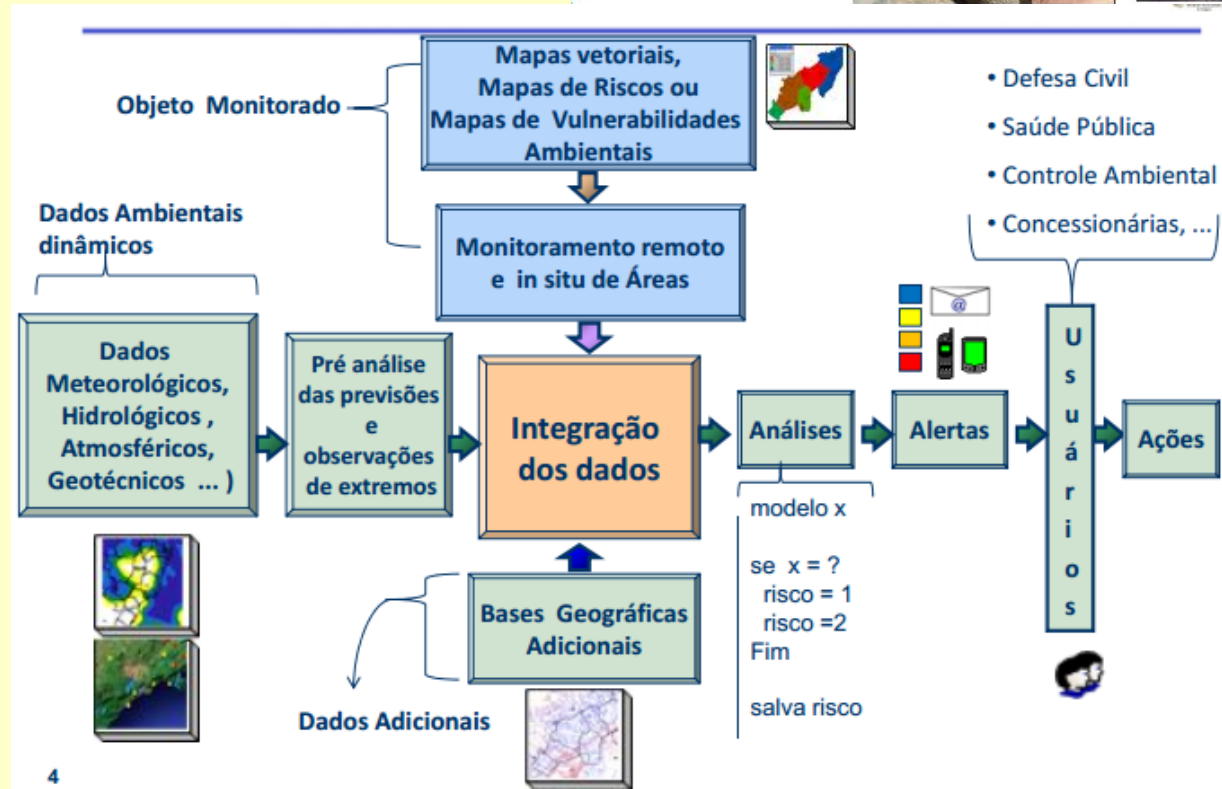 Mapas vetoriais,
Mapas de Riscos ou
Mapas de Vulnerabilidades
Ambientais
Objeto Monitorado
• Defesa Civil
• Saúde Pública
• Controle Ambiental
• Concessionárias, ...
Dados Ambientais
dinâmicos
Monitoramento remoto
e in situ de Áreas
Dados
Meteorológicos,
Hidrológicos ,
Atmosféricos,
Geotécnicos ... )
Pré análise
das previsões
e
observações
de extremos
Integração
dos dados
Análises
Alertas
@
U
s
u
á
r
i
o
s
Ações
modelo x
se x = ?
risco = 1
risco =2
Fim
salva risco
Bases Geográficas
Adicionais
Dados Adicionais
4